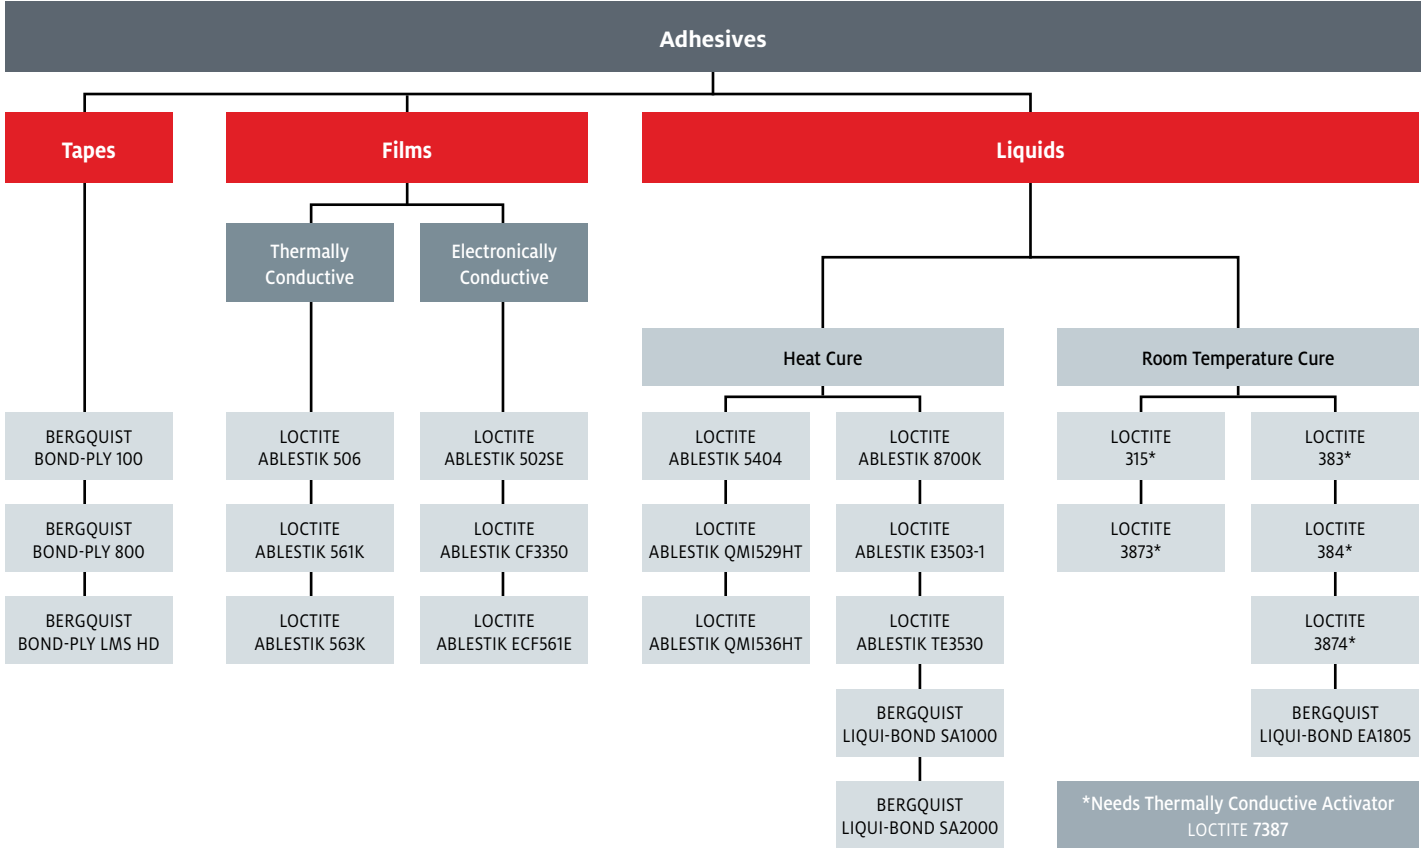 Adhesives
Tapes
Films
Liquids
Thermally
Conductive
Electronically
Conductive
Heat Cure
Room Temperature Cure
BERGQUIST
BOND-PLY 100
BERGQUIST
BOND-PLY 800
BERGQUIST
BOND-PLY LMS HD
LOCTITE
ABLESTIK 506
LOCTITE
ABLESTIK 561K
LOCTITE
ABLESTIK 563K
LOCTITE
ABLESTIK 502SE
LOCTITE
ABLESTIK CF3350
LOCTITE
ABLESTIK ECF561E
LOCTITE
ABLESTIK 5404
LOCTITE
ABLESTIK QMI529HT
LOCTITE
ABLESTIK QMI536HT
LOCTITE
ABLESTIK 8700K
LOCTITE
ABLESTIK E3503-1
LOCTITE
ABLESTIK TE3530
BERGQUIST
LIQUI-BOND SA1000
BERGQUIST
LIQUI-BOND SA2000
LOCTITE
315*
LOCTITE
3873*
LOCTITE
383*
LOCTITE
384*
LOCTITE
3874*
BERGQUIST
LIQUI-BOND EA1805
*Needs Thermally Conductive Activator
LOCTITE 7387